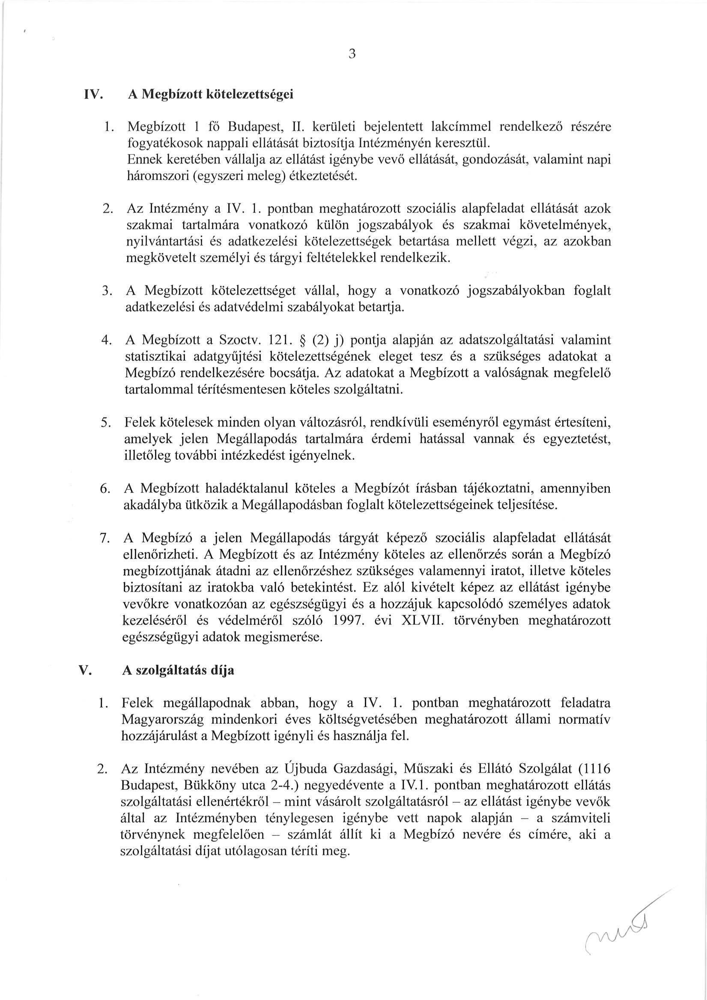 3
IV. A Megbízott kötelezettségei
1. Megbízott 1 fő Budapest, II. kerületi bejelentett lakcímmel rendelkező részére
fogyatékosok nappali ellátását biztosítja Intézményén keresztül.
Ennek keretében vállalja az ellátást igénybe vevő ellátását, gondozását, valamint napi
háromszori (egyszeri meleg) étkeztetését.
2. Az Intézmény a IV. 1. pontban meghatározott szociális alapfeladat ellátását azok
szakmai tartalmára vonatkozó külön jogszabályok és szakmai követelmények,
nyilvántartási és adatkezelési kötelezettségek betartása mellett végzi, az azokban
megkövetelt személyi és tárgyi feltételekkel rendelkezik.
3. A Megbízott kötelezettséget vállal, hogy a vonatkozó jogszabályokban foglalt
adatkezelési és adatvédelmi szabályokat betartja.
4. A Megbízott a Szoctv. 121. § (2) j) pontja alapján az adatszolgáltatási valamint
statisztikai adatgyűjtési kötelezettségének eleget tesz és a szükséges adatokat a
Megbízó rendelkezésére bocsátja. Az adatokat a Megbízott a valóságnak megfelelő
tartalommal térítésmentesen köteles szolgáltatni.
5. Felek kötelesek minden olyan változásról, rendkívüli eseményről egymást értesíteni,
amelyek jelen Megállapodás tartalmára érdemi hatással vannak és egyeztetést,
illetőleg további intézkedést igényelnek.
6. A Megbízott haladéktalanul köteles a Megbízót írásban tájékoztatni, amennyiben
akadályba ütközik a Megállapodásban foglalt kötelezettségeinek teljesítése.
7. A Megbízó a jelen Megállapodás tárgyát képező szociális alapfeladat ellátását
ellenőrizheti. A Megbízott és az Intézmény köteles az ellenőrzés során a Megbízó
megbízottjának átadni az ellenőrzéshez szükséges valamennyi iratot, illetve köteles
biztosítani az iratokba való betekintést. Ez alól kivételt képez az ellátást igénybe
vevőkre vonatkozóan az egészségügyi és a hozzájuk kapcsolódó személyes adatok
kezeléséről és védelméről szóló 1997. évi XLVII. törvényben meghatározott
egészségügyi adatok megismerése.
V. A szolgáltatás díja
1. Felek megállapodnak abban, hogy a IV. 1. pontban meghatározott feladatra
Magyarország mindenkori éves költségvetésében meghatározott állami normatív
hozzájárulást a Megbízott igényli és használja fel.
2. Az Intézmény nevében az Újbuda Gazdasági, Műszaki és Ellátó Szolgálat (1116
Budapest, Bükköny utca 2-4.) negyedévente a IV.1. pontban meghatározott ellátás
szolgáltatási ellenértékről – mint vásárolt szolgáltatásról – az ellátást igénybe vevők
által az Intézményben ténylegesen igénybe vett napok alapján – a számviteli
törvénynek megfelelően – számlát állít ki a Megbízó nevére és címére, aki a
szolgáltatási díjat utólagosan téríti meg.